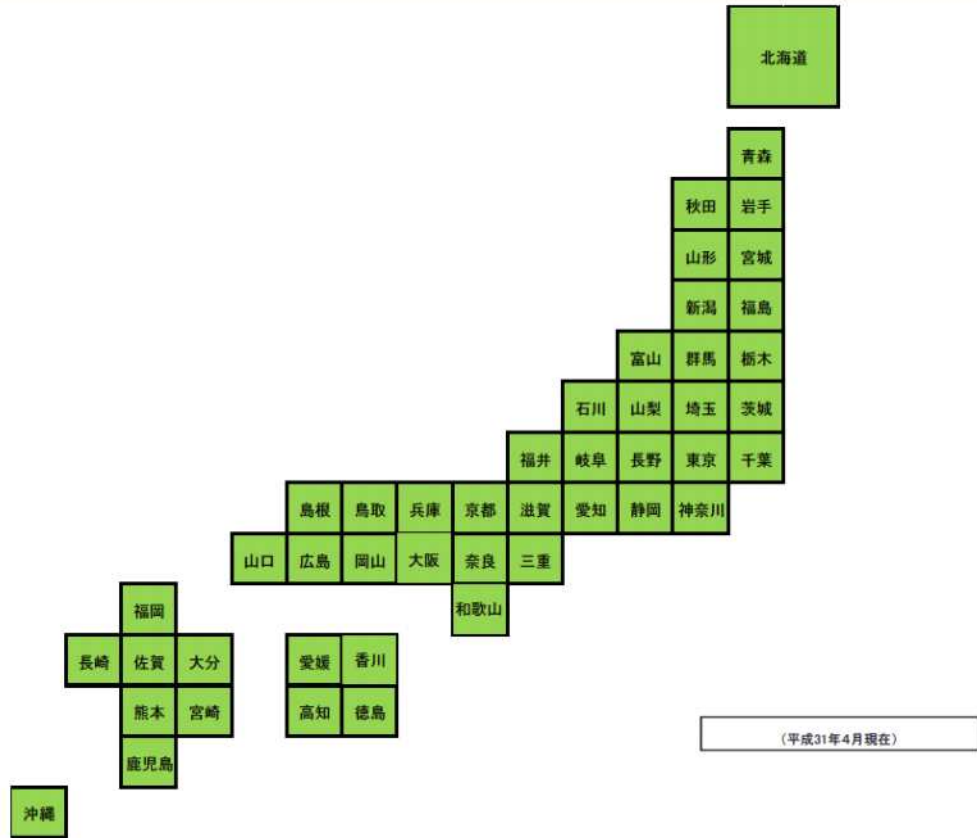 北海道
青森
秋田 岩手
山形 宮城
新潟 福島
富山 群馬 栃木
石川 山梨 埼玉 茨城
福井 岐阜 長野 東京 千葉
島根 鳥取 兵庫 京都 滋賀 愛知 静岡 神奈川
山口 広島 岡山 大阪 奈良 三重
福岡 和歌山
長崎 佐賀 大分 愛媛 香川
熊本 宮崎 高知 徳島
(平成31年4月現在)
鹿児島
沖縄